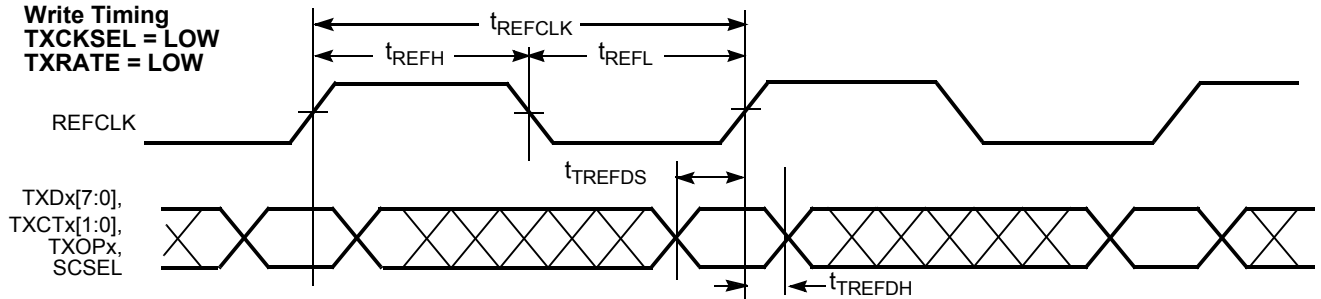 Write Timing
TXCKSEL = LOW
TXRATE = LOW
tREFCLK
tREFH
tREFL
REFCLK
tTREFDS
TXDx[7:0],
TXCTx[1:0],
TXOPx,
SCSEL
tTREFDH